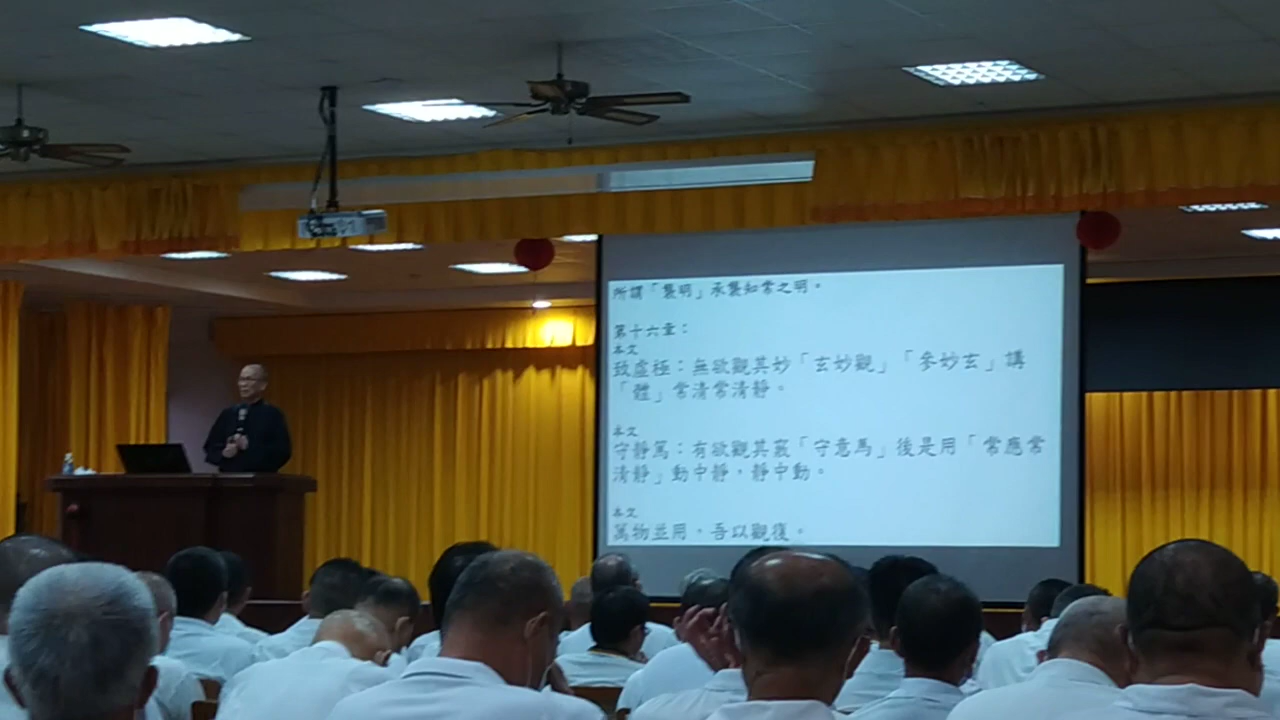 所謂「襲明」承襲知常之明。
第十六章：
本文
致虛極：無欲觀其妙「玄妙觀」「參妙玄」講
「體」常清常清靜。
本文
守靜篤：有欲觀其竅「守意馬」後是用「常應常
清靜」動中靜，靜中動。
本文
萬物並用，吾以觀復。